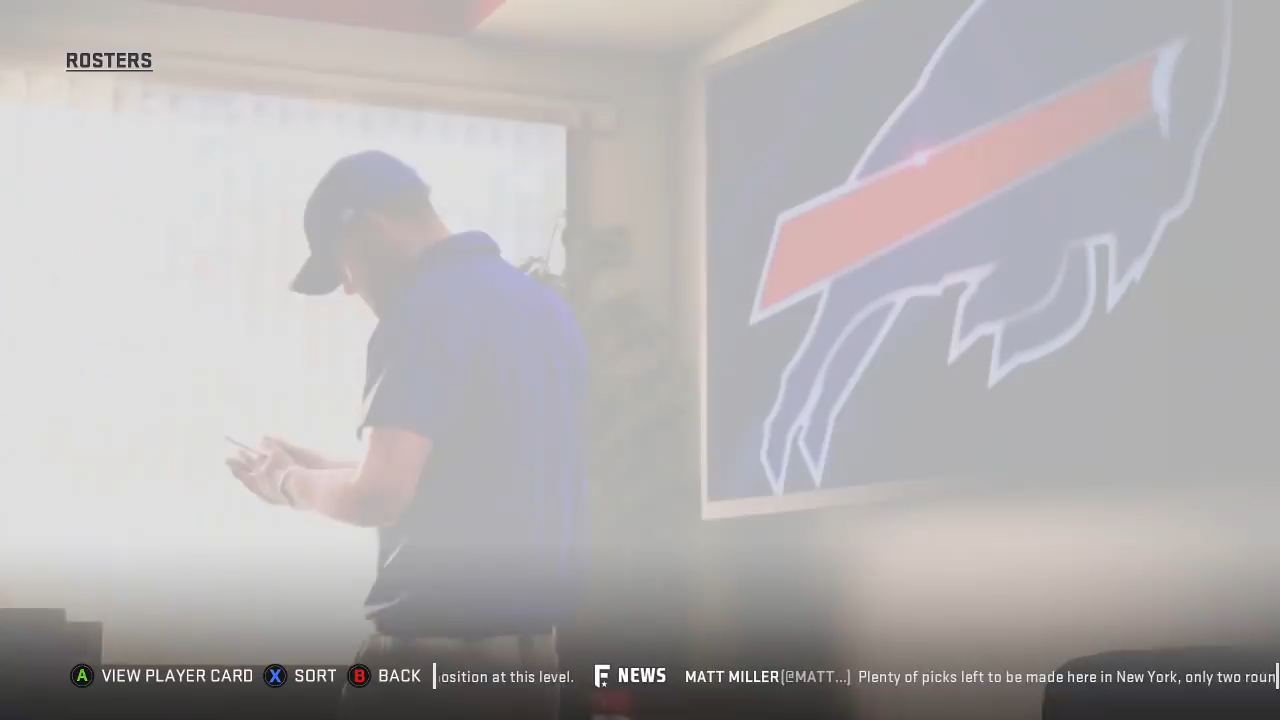 ROSTERS
A VIEW PLAYER CARD X SORT B BACK osition at this level. F NEWS MATT MILLER [@MATT...] Plenty of picks left to be made here in New York, only two roun